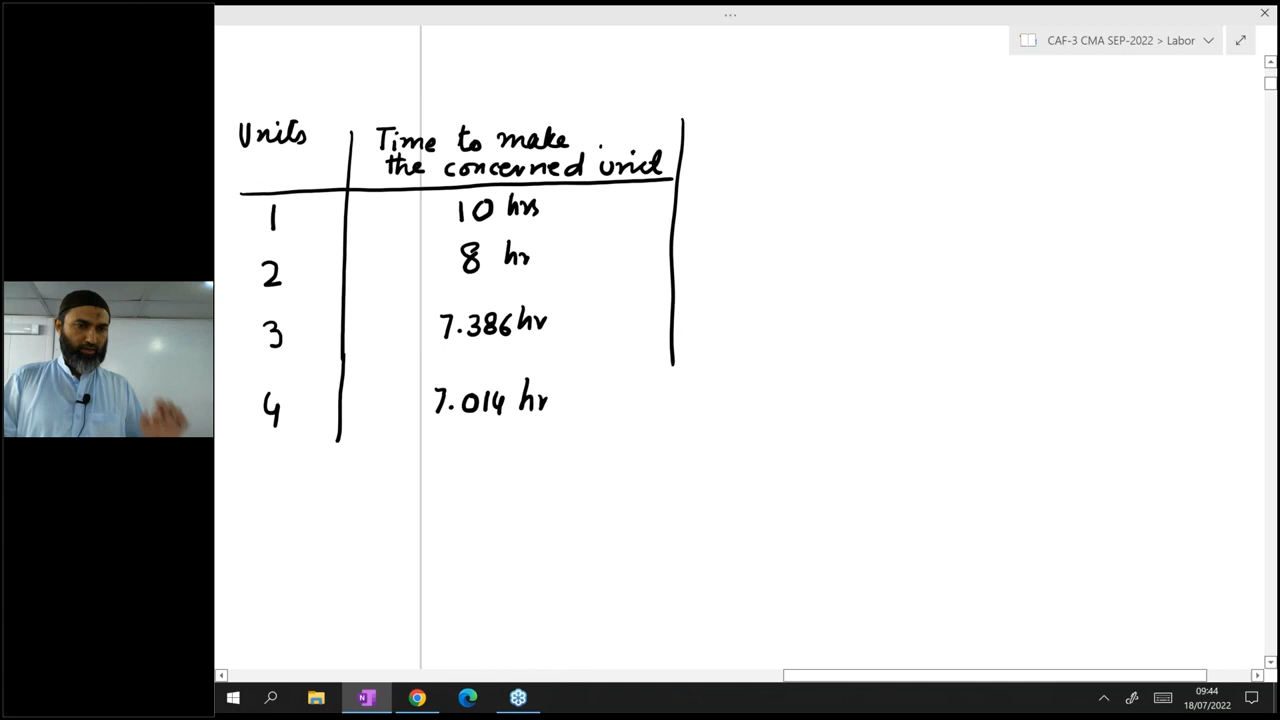 CAF-3 CMA SEP-2022 > Labor
Units
Time to make
the concerned unit
1
10 hrs
2
8 hr
3
7.386 hr
4
7.014 hr
09:44
18/07/2022